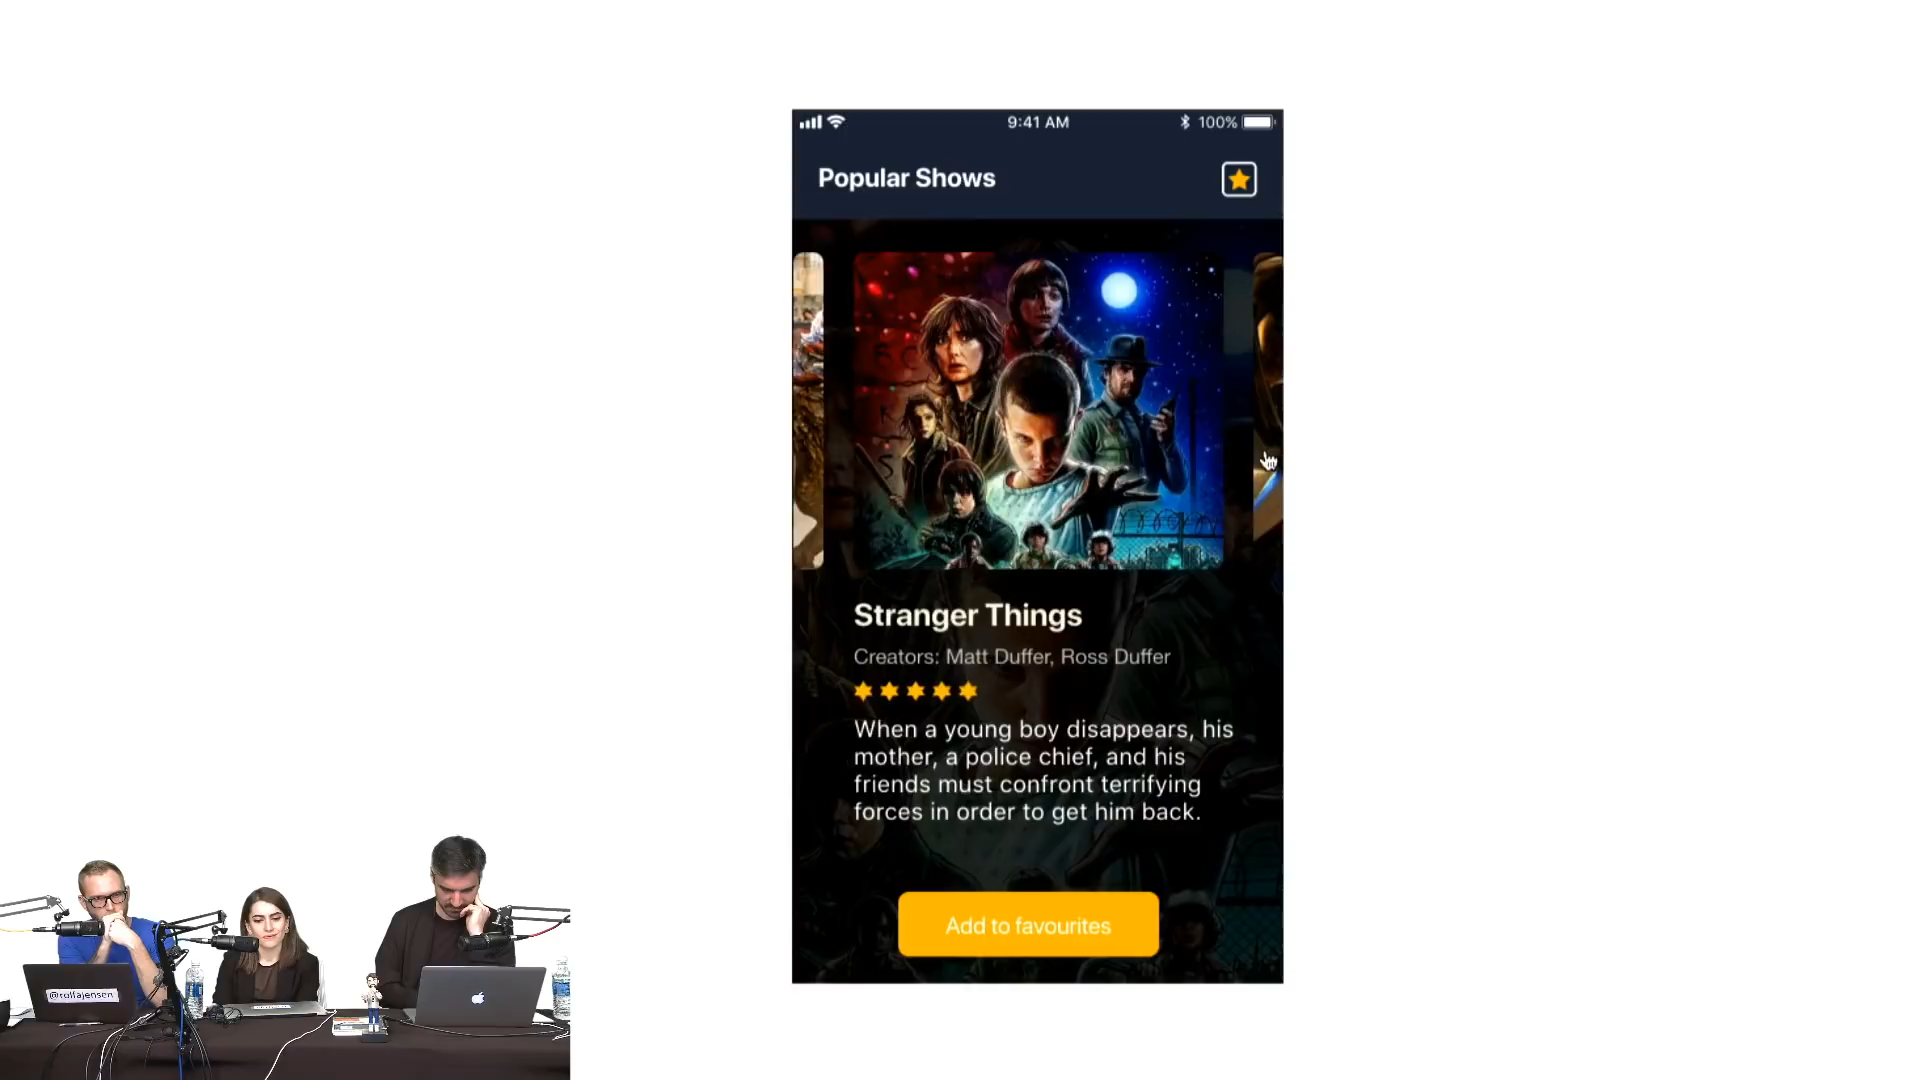 9:41 AM
100%
Popular Shows
Stranger Things
Creators: Matt Duffer, Ross Duffer
When a young boy disappears, his
mother, a police chief, and his
friends must confront terrifying
forces in order to get him back.
Add to favourites
@rolfajensen